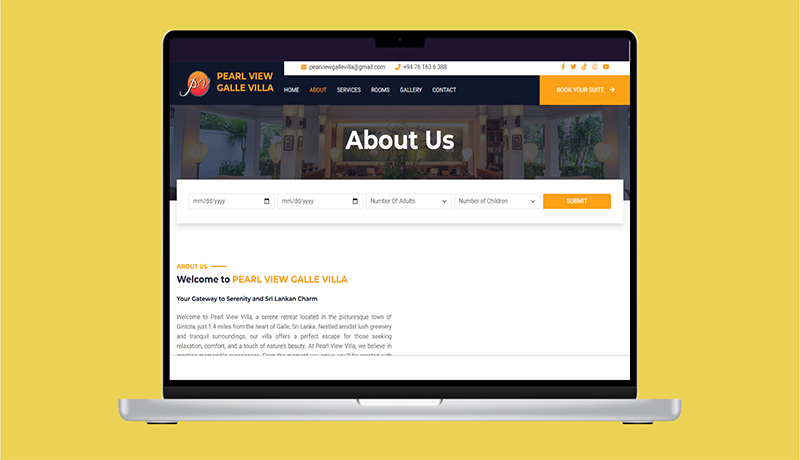 pearlviewgallevilla@gmail.com +94 76 163 6 388
PV PEARL VIEW
GALLE VILLA
HOME ABOUT SERVICES ROOMS GALLERY CONTACT
BOOK YOUR SUITE
About Us
mm/dd/yyyy mm/dd/yyyy Number Of Adults Number of Children SUBMIT
ABOUT US
Welcome to PEARL VIEW GALLE VILLA
Your Gateway to Serenity and Sri Lankan Charm
Welcome to Pearl View Villa, a serene retreat located in the picturesque town of
Gintota, just 1.4 miles from the heart of Galle, Sri Lanka. Nestled amidst lush greenery
and tranquil surroundings, our villa offers a perfect escape for those seeking
relaxation, comfort, and a touch of nature's beauty. At Pearl View Villa, we believe in